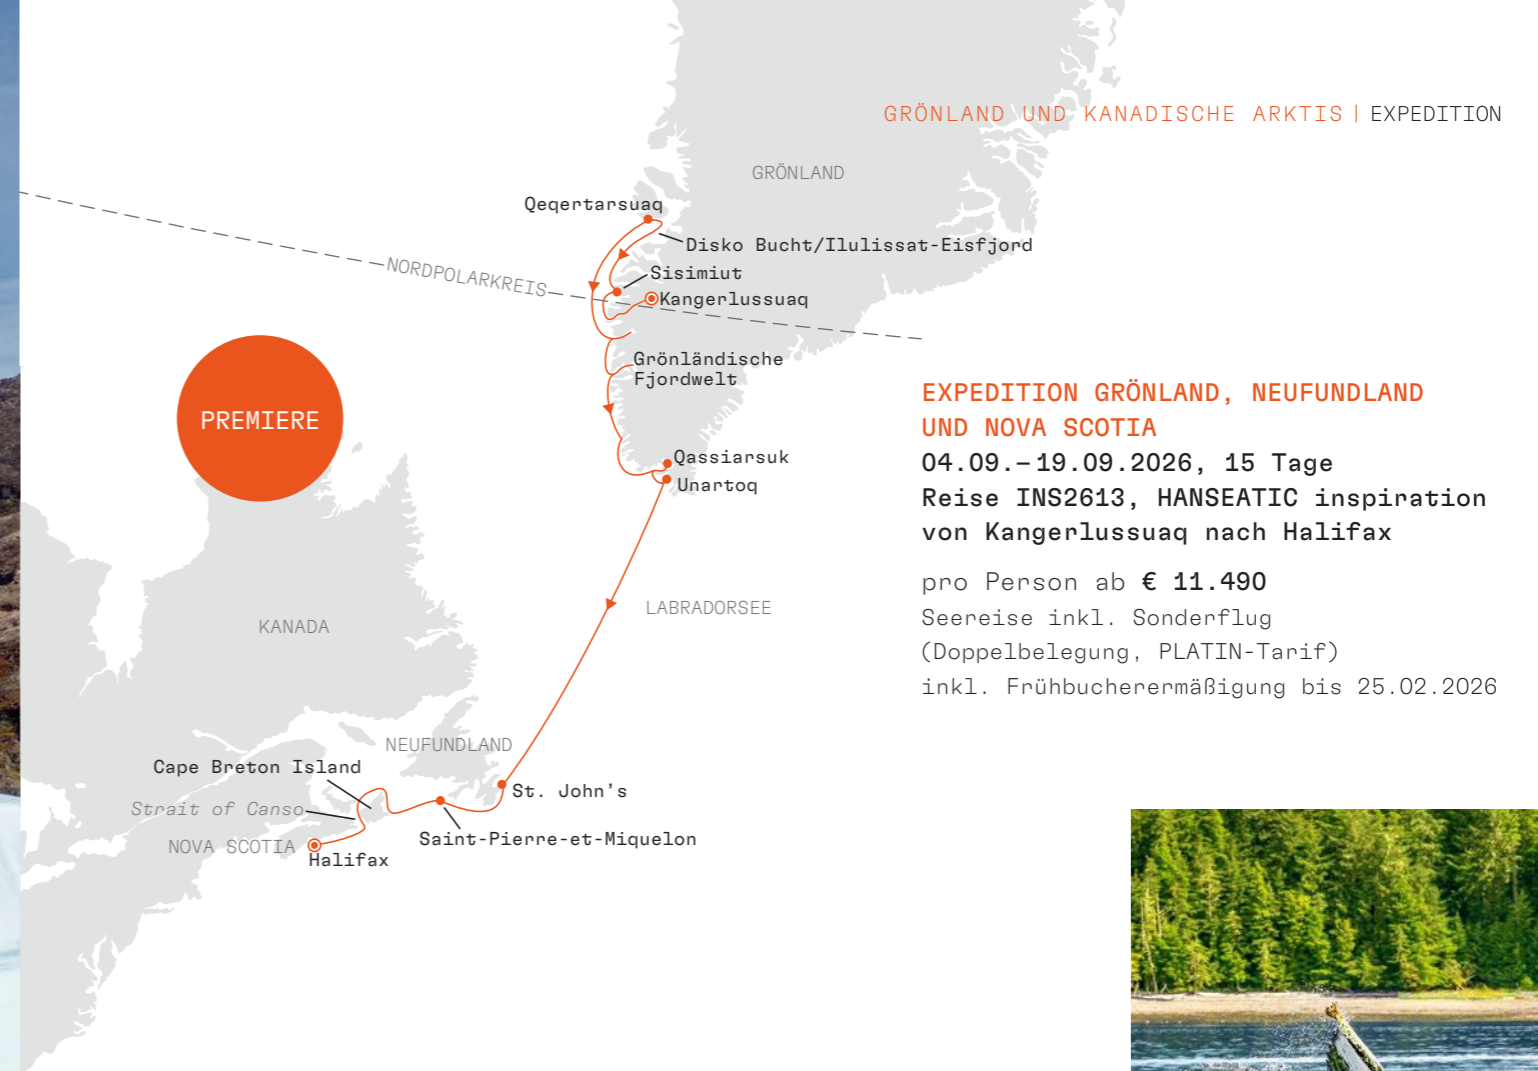 GRÖNLAND UND KANADISCHE ARKTIS | EXPEDITION
GRÖNLAND
Qeqertarsuaq
Disko Bucht/Ilulissat-Eisfjord
NORDPOLARKREIS
Sisimiut
Kangerlussuaq
Grönländische
Fjordwelt
PREMIERE
Qassiarsuk
Unartoq
KANADA
LABRADORSEE
NEUFUNDLAND
Cape Breton Island
St. John's
Strait of Canso
Saint-Pierre-et-Miquelon
NOVA SCOTIA
Halifax
EXPEDITION GRÖNLAND, NEUFUNDLAND
UND NOVA SCOTIA
04.09.–19.09.2026, 15 Tage
Reise INS2613, HANSEATIC inspiration
von Kangerlussuaq nach Halifax
pro Person ab € 11.490
Seereise inkl. Sonderflug
(Doppelbelegung, PLATIN-Tarif)
inkl. Frühbucherermäßigung bis 25.02.2026